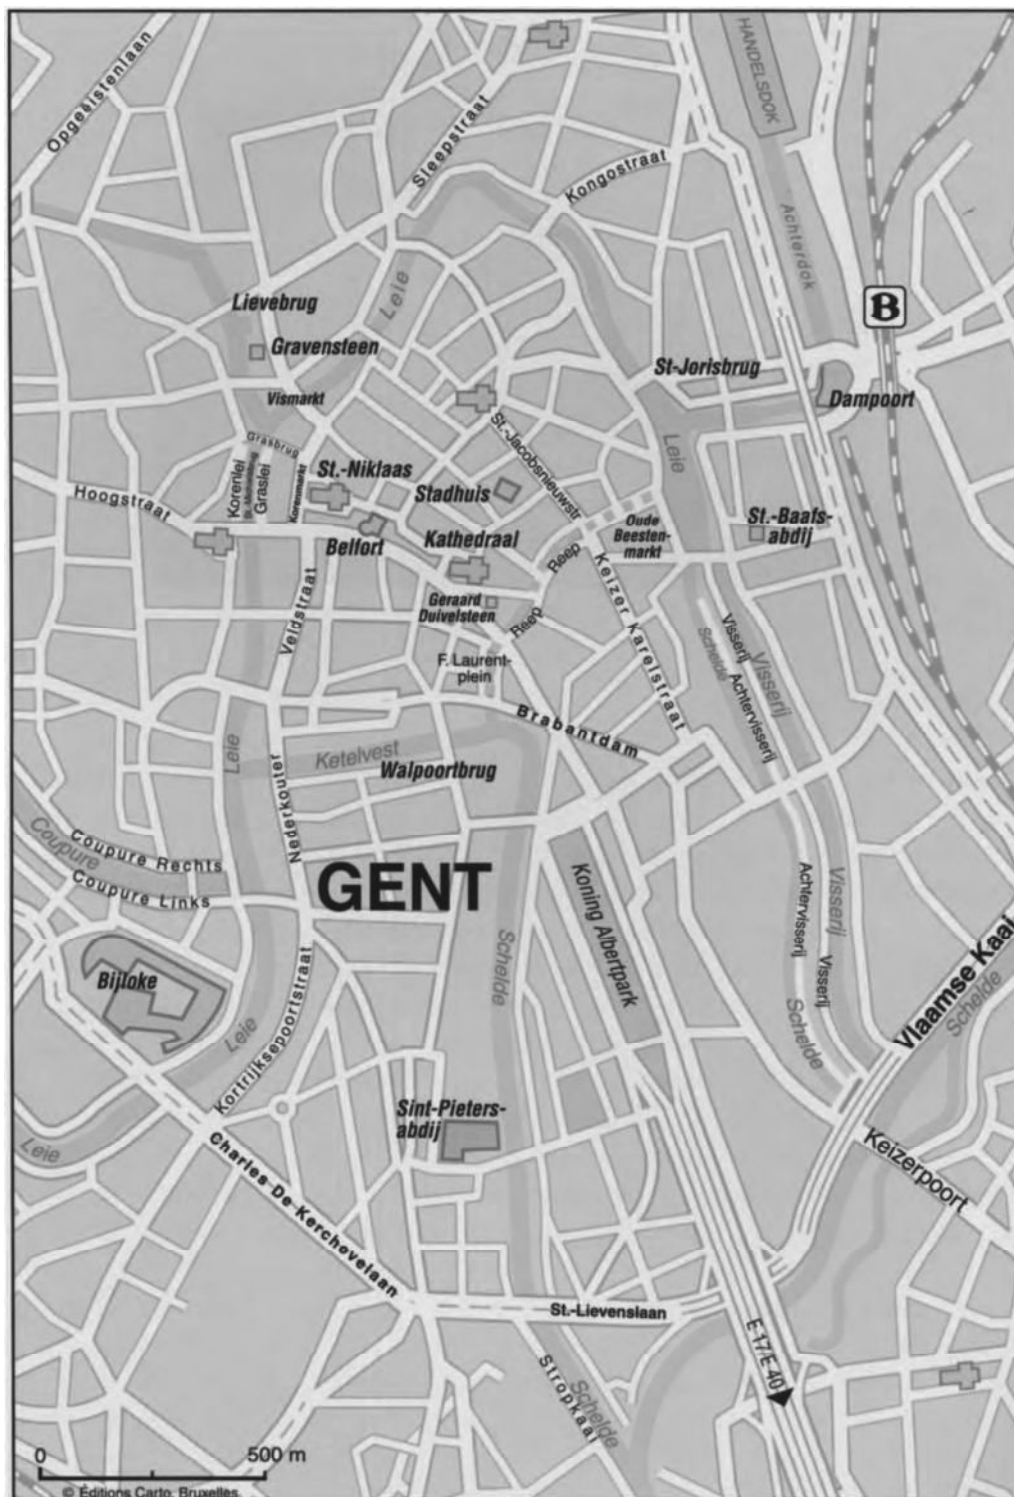 HANDELSDOK
Opgeëistenlaan
Sleepstraat
Kongostraat
Achterdok
Leie
Lievebrug
B
Gravensteen
St-Jorisbrug
Vismarkt
Dampoort
Grasbrug
St.-Jacobsnieuwstr
Leie
Korenlei
Graslei
Korenmarkt
St.-Niklaas
Stadhuis
Hoogstraat
Oude
Beesten-
markt
St.-Baafs-
abdij
Belfort
Kathedraal
Reep
Keizer Karelstraat
Veldstraat
Geraard
Duivelsteen
Reep
Visserij
Schelde
Visserij
F. Laurent-
plein
Achtervisserij
Brabantdam
Leie
Ketelvest
Walpoortbrug
Nederkouter
Coupure
Coupure Rechts
Coupure Links
GENT
Koning Albertpark
Achtervisserij
Visserij
Schelde
Visserij
Vlaamse Kaai
Schelde
Bijloke
Leie
Kortrijksepoortstraat
Schelde
Sint-Pieters-
abdij
Keizerpoort
Leie
Charles De Kerchovelaan
St.-Lievenslaan
E 17/E 40
Stropkaai
Schelde
0 500 m
© Éditions Carto, Bruxelles.